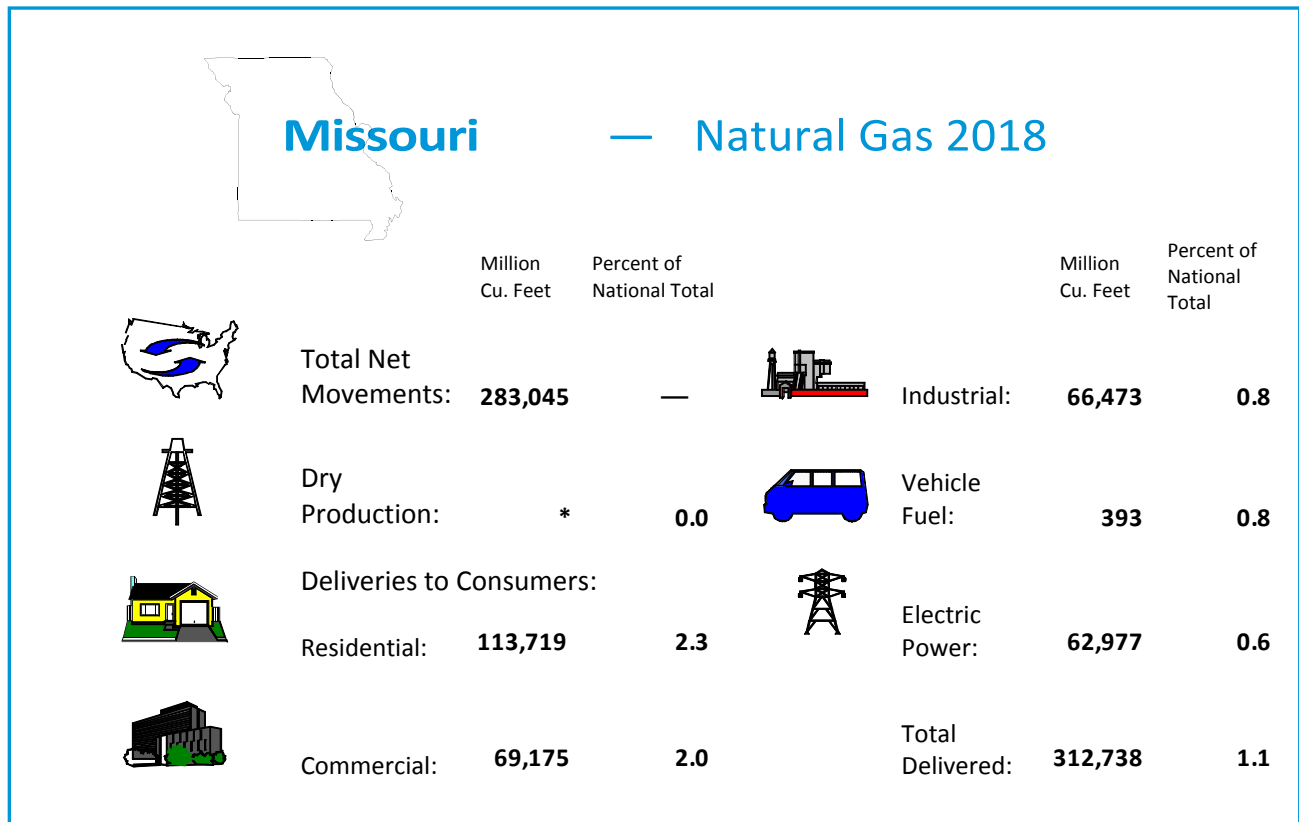 Missouri — Natural Gas 2018
Million
Cu. Feet
Percent of
National Total
Total Net
Movements: 283,045 —
Dry
Production: * 0.0
Deliveries to Consumers:
Residential: 113,719 2.3
Commercial: 69,175 2.0
Million
Cu. Feet
Percent of
National
Total
Industrial: 66,473 0.8
Vehicle
Fuel: 393 0.8
Electric
Power: 62,977 0.6
Total
Delivered: 312,738 1.1